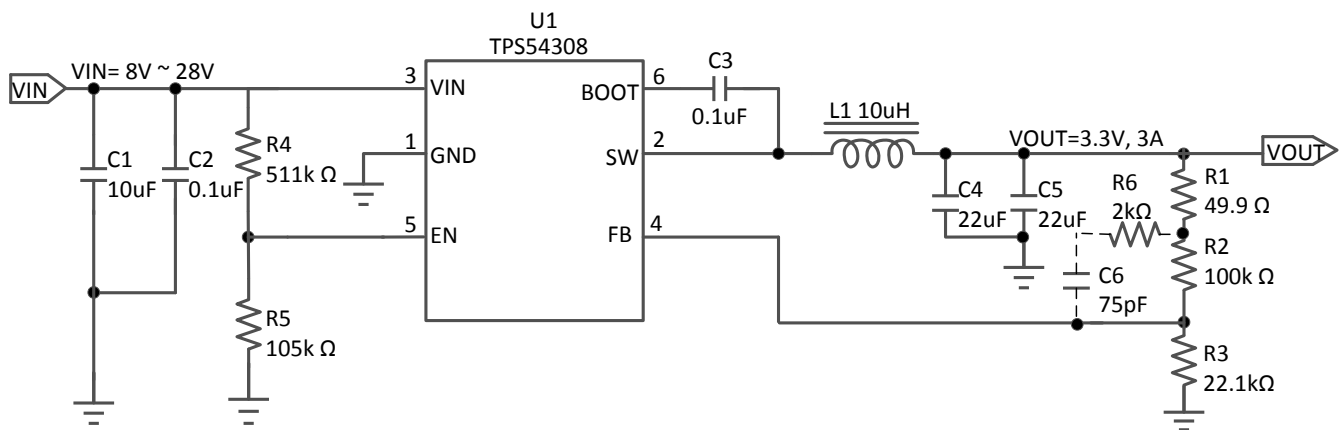 U1
TPS54308
VIN
VIN= 8V ~ 28V
3
VIN
BOOT
6
C3
0.1uF
1
GND
SW
2
L1 10uH
VOUT=3.3V, 3A
VOUT
C1
10uF
C2
0.1uF
R4
511k Ω
5
EN
FB
4
C4
22uF
C5
22uF
R6
2kΩ
R1
49.9 Ω
R2
100k Ω
C6
75pF
R5
105k Ω
R3
22.1kΩ